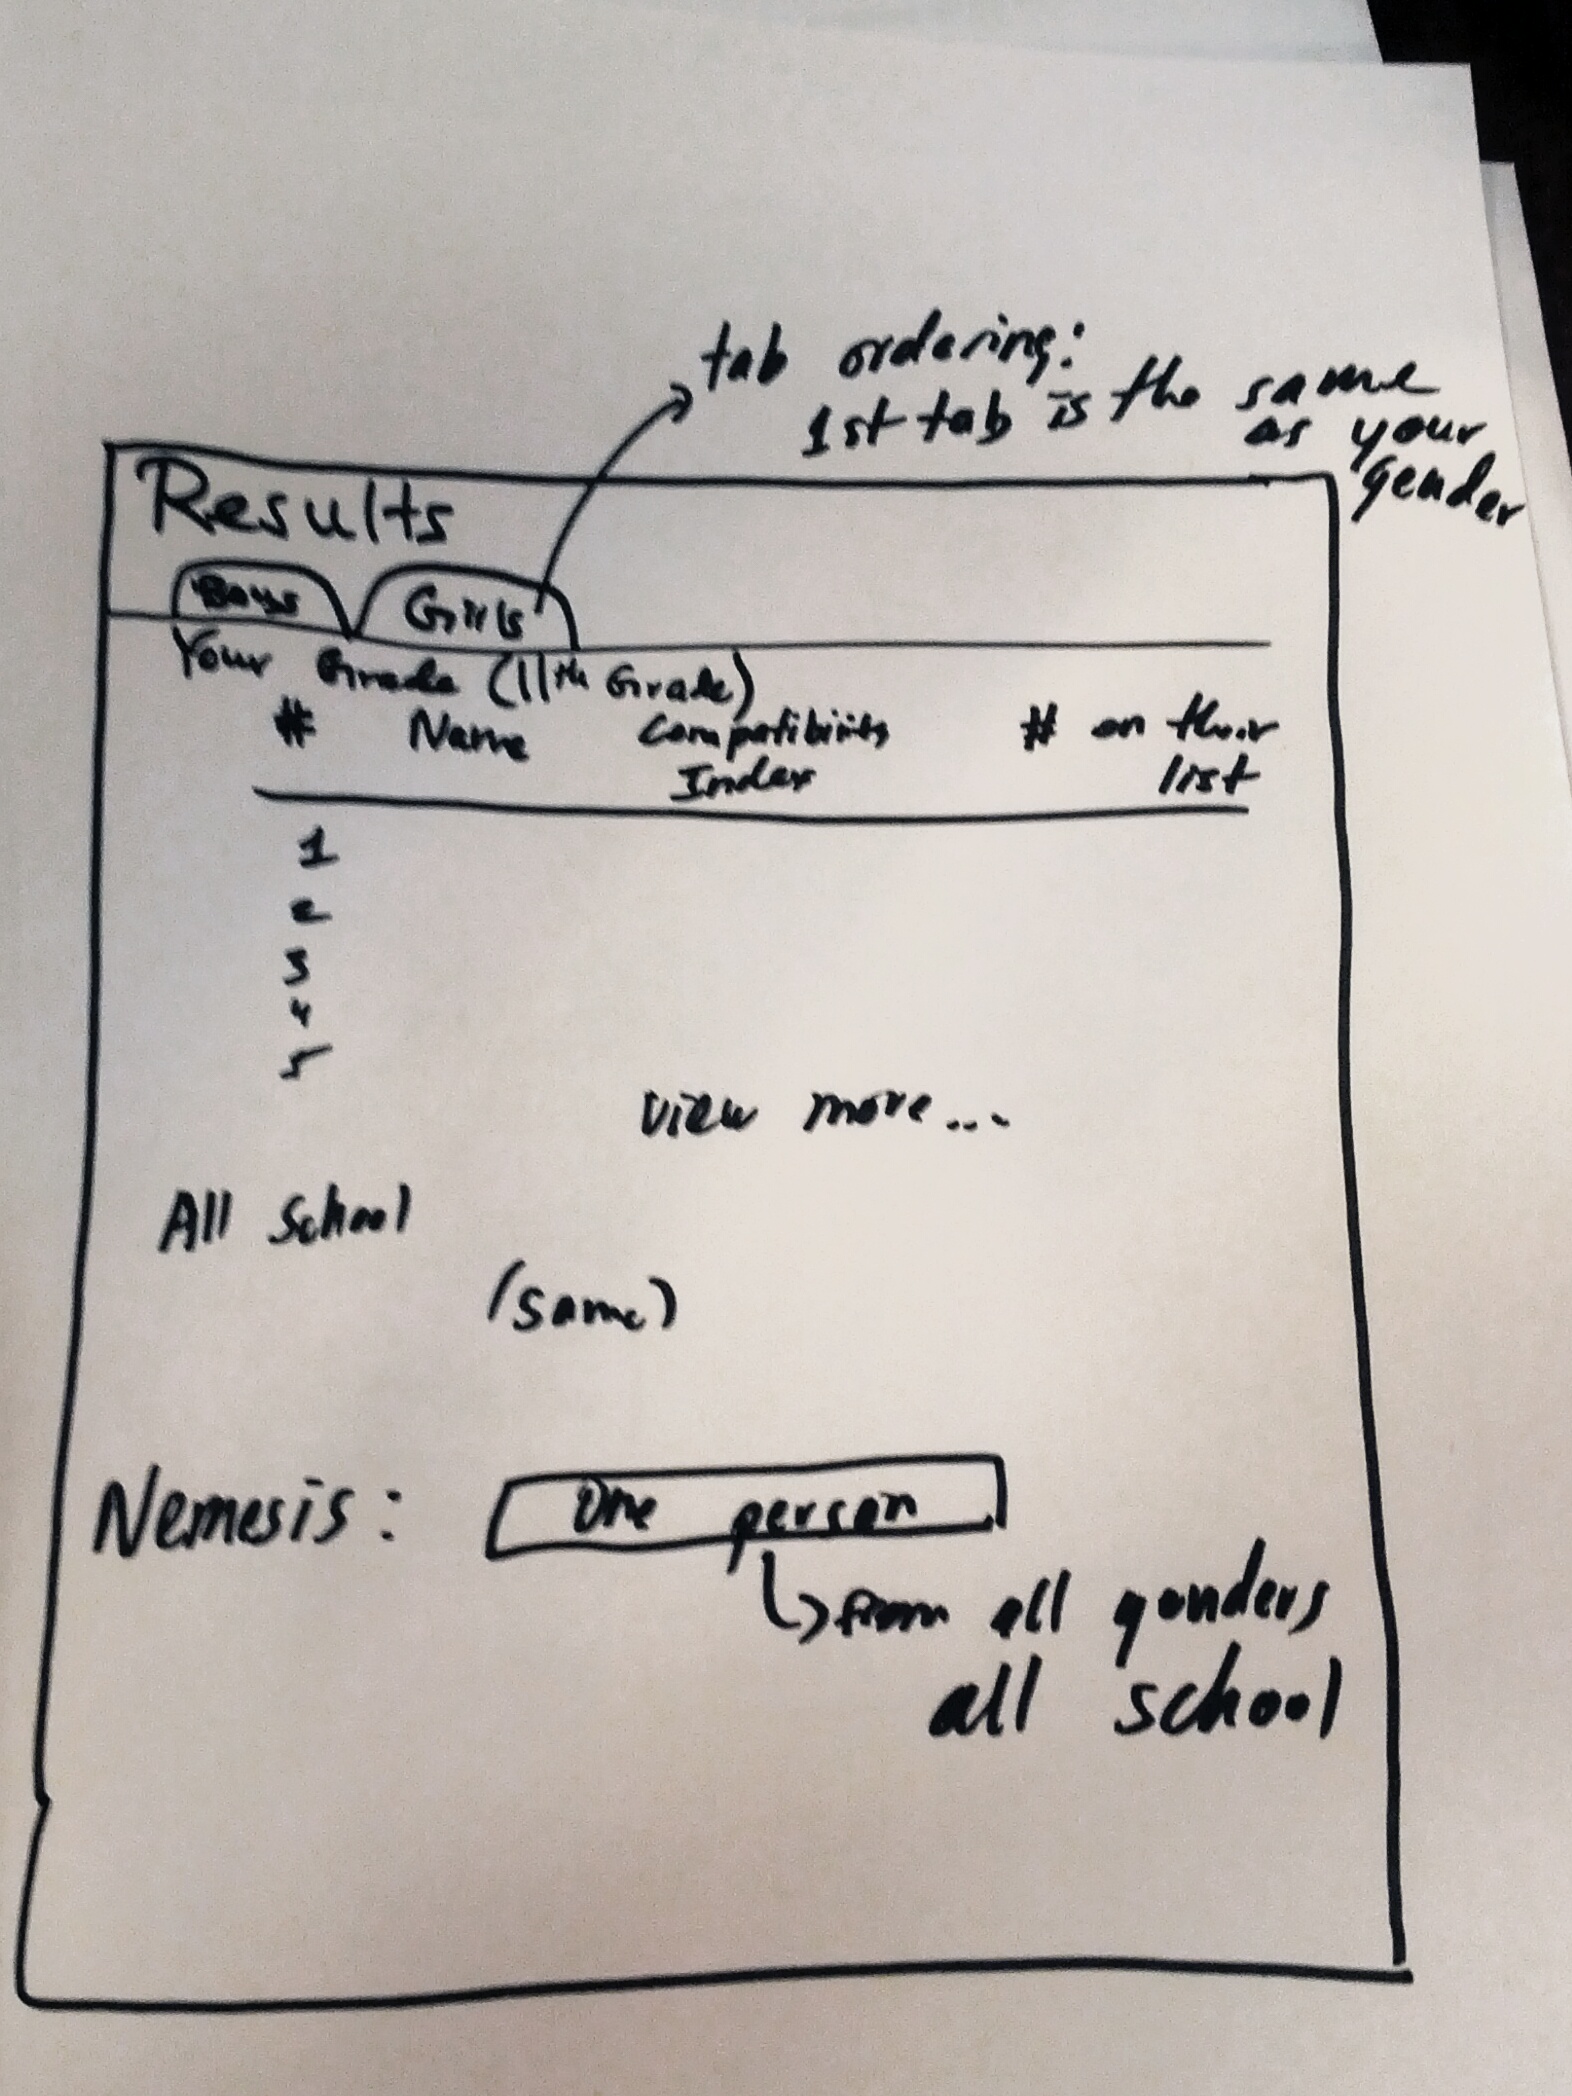 tab ordering:
1st tab is the same
as your
gender
Results
Boys Girls
Your Grade (11th Grade)
# Name Compatibility # on their
Index list
1
2
3
4
5
view more...
All School
(same)
Nemesis: One person
from all genders
all school